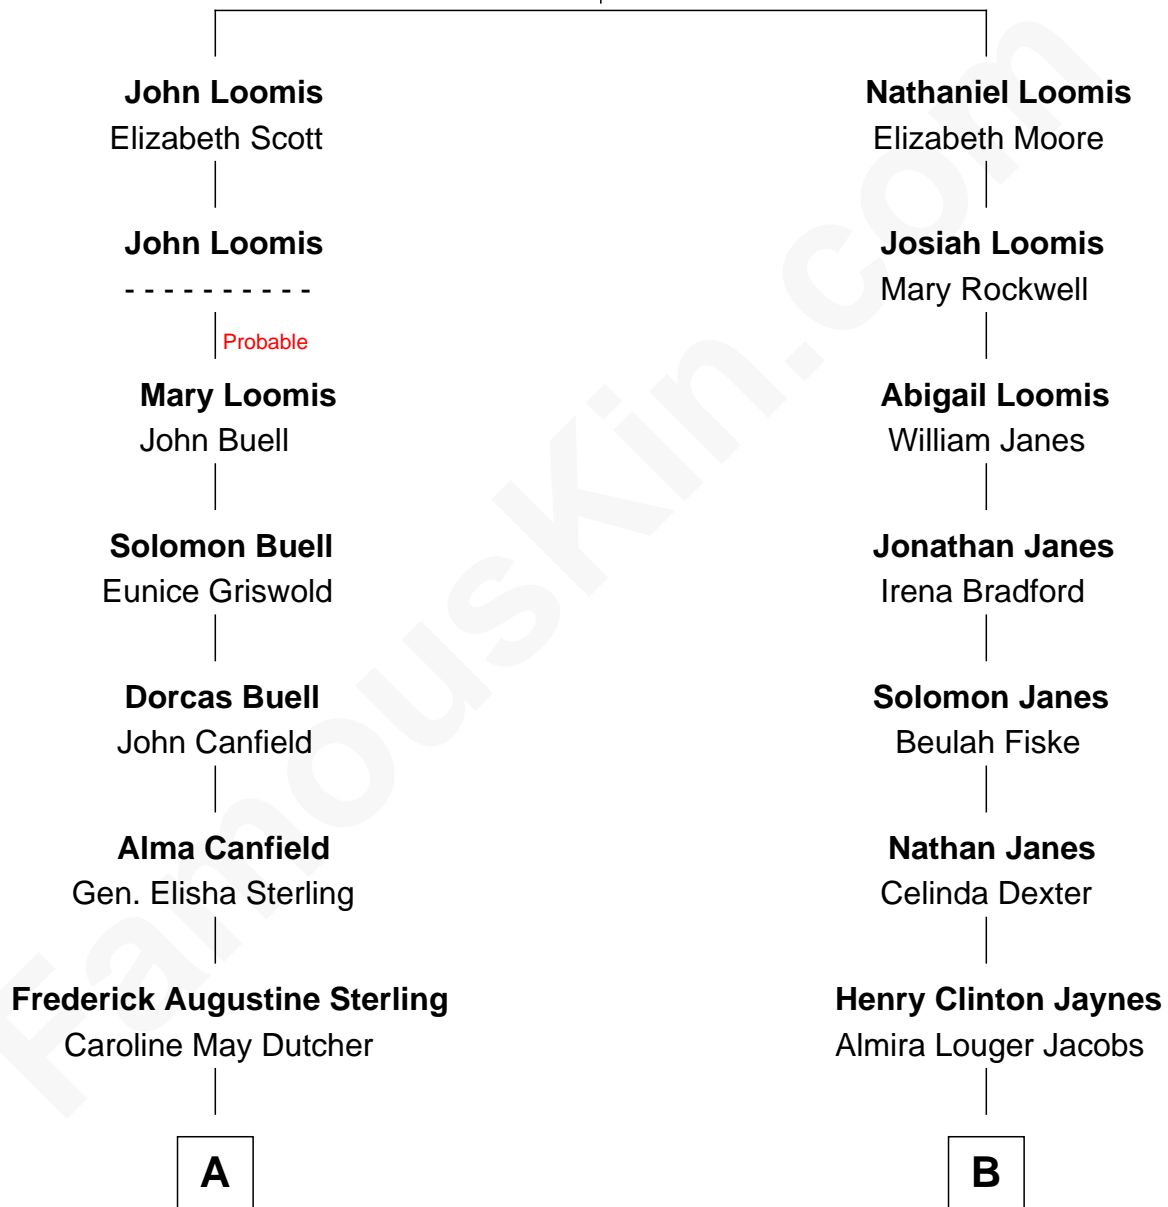 John Loomis
Elizabeth Scott
John Loomis
- - - - - - - - - -
Probable
Mary Loomis
John Buell
Solomon Buell
Eunice Griswold
Dorcas Buell
John Canfield
Alma Canfield
Gen. Elisha Sterling
Frederick Augustine Sterling
Caroline May Dutcher
A
Nathaniel Loomis
Elizabeth Moore
Josiah Loomis
Mary Rockwell
Abigail Loomis
William Janes
Jonathan Janes
Irena Bradford
Solomon Janes
Beulah Fiske
Nathan Janes
Celinda Dexter
Henry Clinton Jaynes
Almira Louger Jacobs
B
FamousKin.com